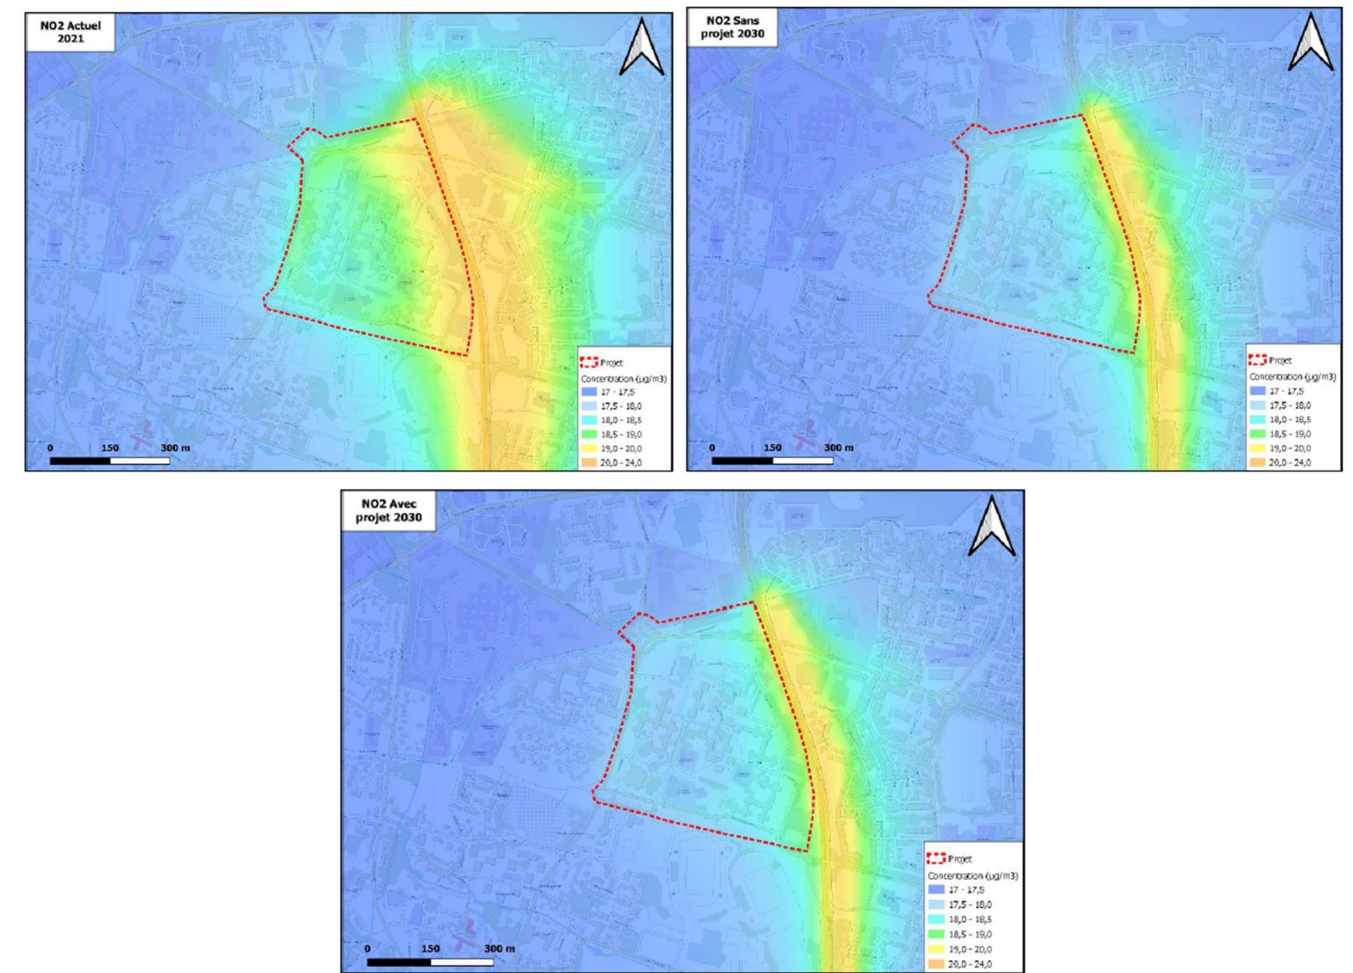 NO2 Actuel
2021
Projet
Concentration (µg/m3)
17 - 17,5
17,5 - 18,0
18,0 - 18,5
18,5 - 19,0
19,0 - 20,0
20,0 - 24,0
0 150 300 m
NO2 Sans
projet 2030
Projet
Concentration (µg/m3)
17 - 17,5
17,5 - 18,0
18,0 - 18,5
18,5 - 19,0
19,0 - 20,0
20,0 - 24,0
0 150 300 m
NO2 Avec
projet 2030
Projet
Concentration (µg/m3)
17 - 17,5
17,5 - 18,0
18,0 - 18,5
18,5 - 19,0
19,0 - 20,0
20,0 - 24,0
0 150 300 m